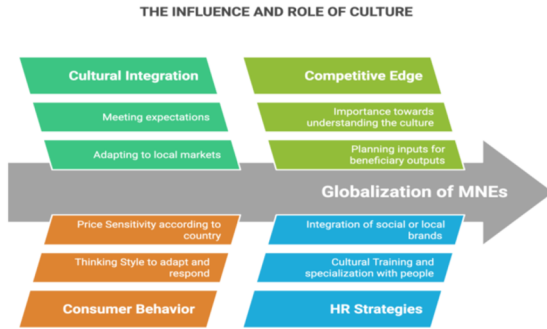 THE INFLUENCE AND ROLE OF CULTURE
Cultural Integration
Meeting expectations
Adapting to local markets
Competitive Edge
Importance towards
understanding the culture
Planning inputs for
beneficiary outputs
Globalization of MNEs
Price Sensitivity according to
country
Thinking Style to adapt and
respond
Consumer Behavior
Integration of social or local
brands
Cultural Training and
specialization with people
HR Strategies